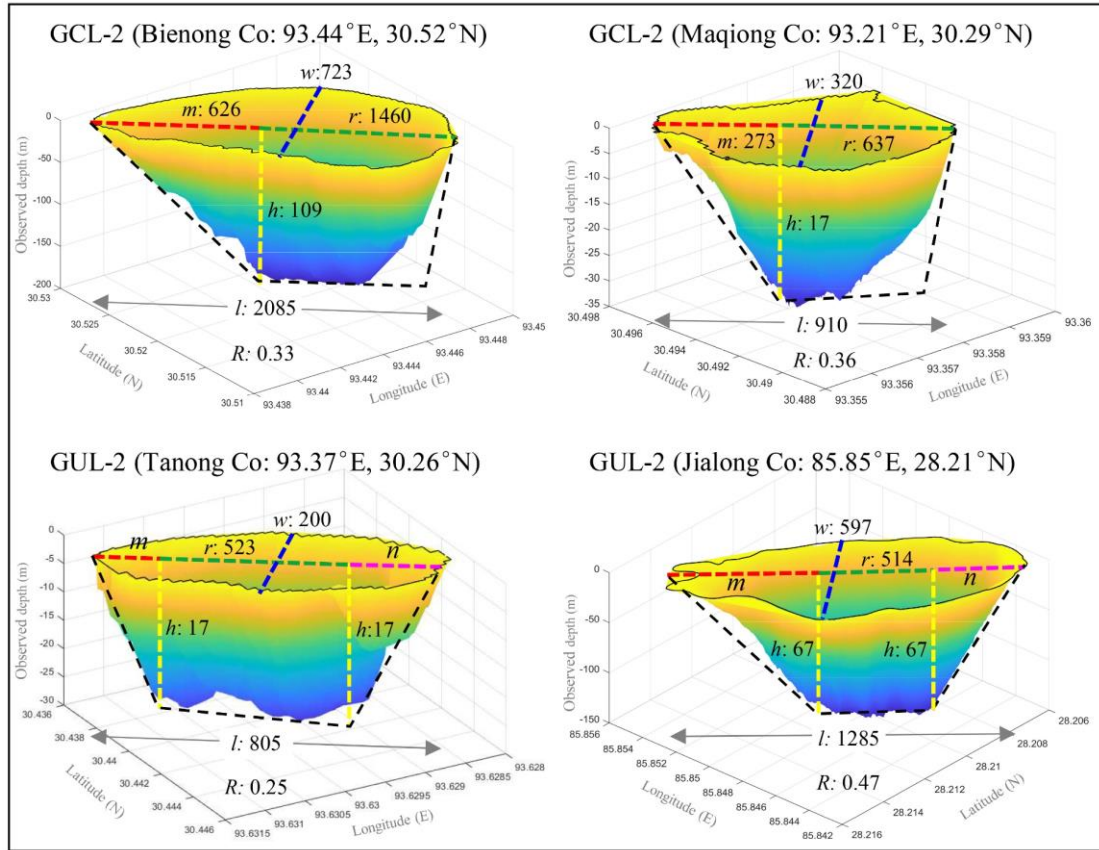 GCL-2 (Bienong Co: 93.44°E, 30.52°N)
w:723
m: 626
r: 1460
h: 109
l: 2085
R: 0.33
Observed depth (m)
0
-50
-100
-150
-200
30.53
30.525
30.52
30.515
30.51
Latitude (N)
93.438
93.44
93.442
93.444
93.446
93.448
93.45
Longitude (E)
GCL-2 (Maqiong Co: 93.21°E, 30.29°N)
w: 320
m: 273
r: 637
h: 17
l: 910
R: 0.36
Observed depth (m)
0
-5
-10
-15
-20
-25
-30
-35
30.498
30.496
30.494
30.492
30.49
30.488
Latitude (N)
93.355
93.356
93.357
93.358
93.359
93.36
Longitude (E)
GUL-2 (Tanong Co: 93.37°E, 30.26°N)
w: 200
m
r: 523
n
h: 17
h:17
l: 805
R: 0.25
Observed depth (m)
0
-5
-10
-15
-20
-25
-30
30.436
30.438
30.44
30.442
30.444
30.446
Latitude (N)
93.6315
93.631
93.6305
93.63
93.6295
93.629
93.6285
93.628
Longitude (E)
GUL-2 (Jialong Co: 85.85°E, 28.21°N)
w: 597
m
r: 514
n
h: 67
h: 67
l: 1285
R: 0.47
Observed depth (m)
0
-50
-100
-150
85.856
85.854
85.852
85.85
85.848
85.846
85.844
85.842
Longitude (E)
28.216
28.214
28.212
28.21
28.208
28.206
Latitude (N)